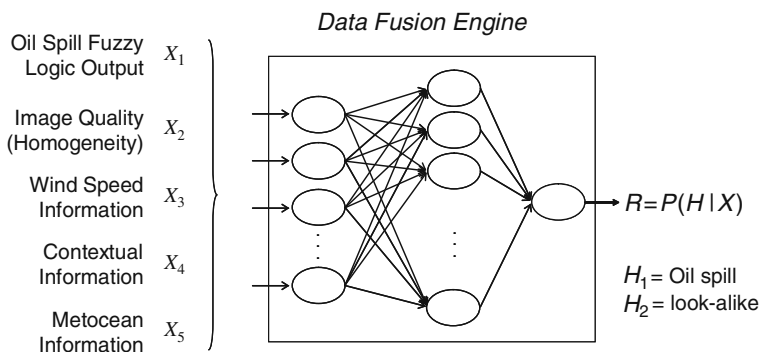 Data Fusion Engine
Oil Spill Fuzzy
Logic Output
X₁
Image Quality
(Homogeneity)
X₂
Wind Speed
Information
X₃
Contextual
Information
X₄
Metocean
Information
X₅
R=P(H|X)
H₁= Oil spill
H₂= look-alike